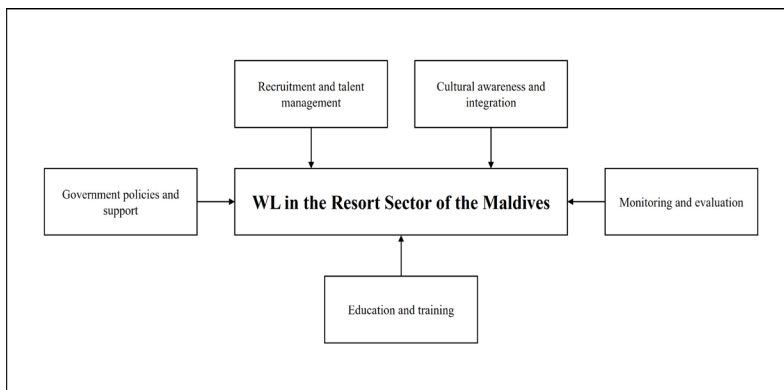 Recruitment and talent
management
Cultural awareness and
integration
Government policies and
support
WL in the Resort Sector of the Maldives
Monitoring and evaluation
Education and training